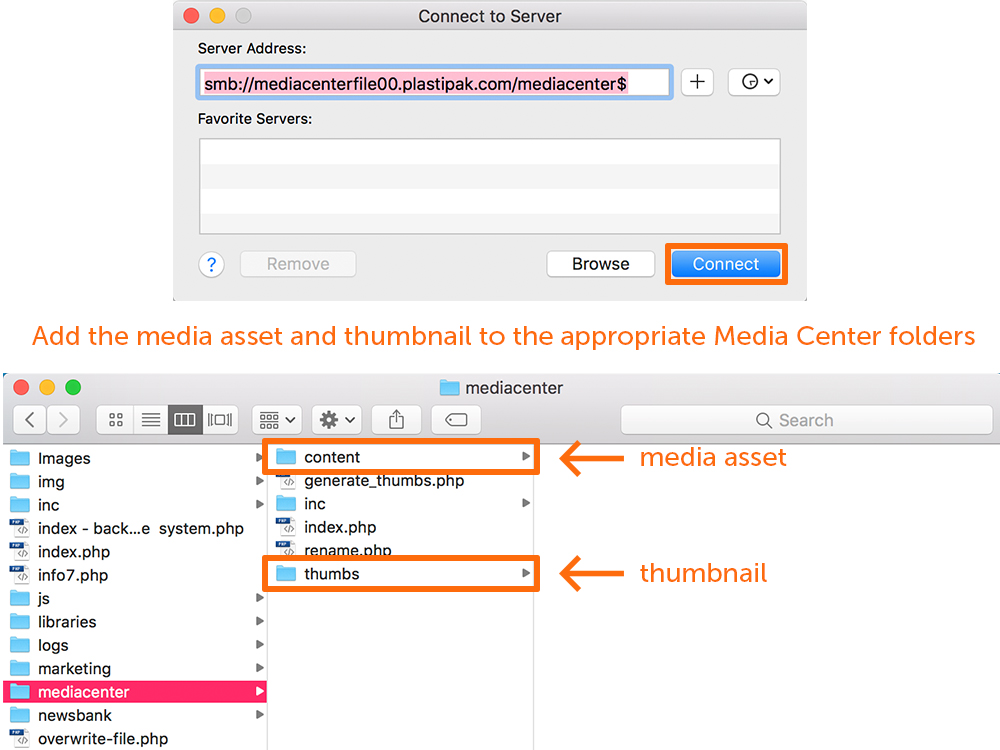 Connect to Server
Server Address:
smb://mediacenterfile00.plastipak.com/mediacenter$
Favorite Servers:
? Remove Browse Connect
Add the media asset and thumbnail to the appropriate Media Center folders
mediacenter
Search
Images
img
inc
index - back...e system.php
index.php
info7.php
js
libraries
logs
marketing
mediacenter
newsbank
overwrite-file.php
content
generate_thumbs.php
inc
index.php
rename.php
thumbs
media asset
thumbnail